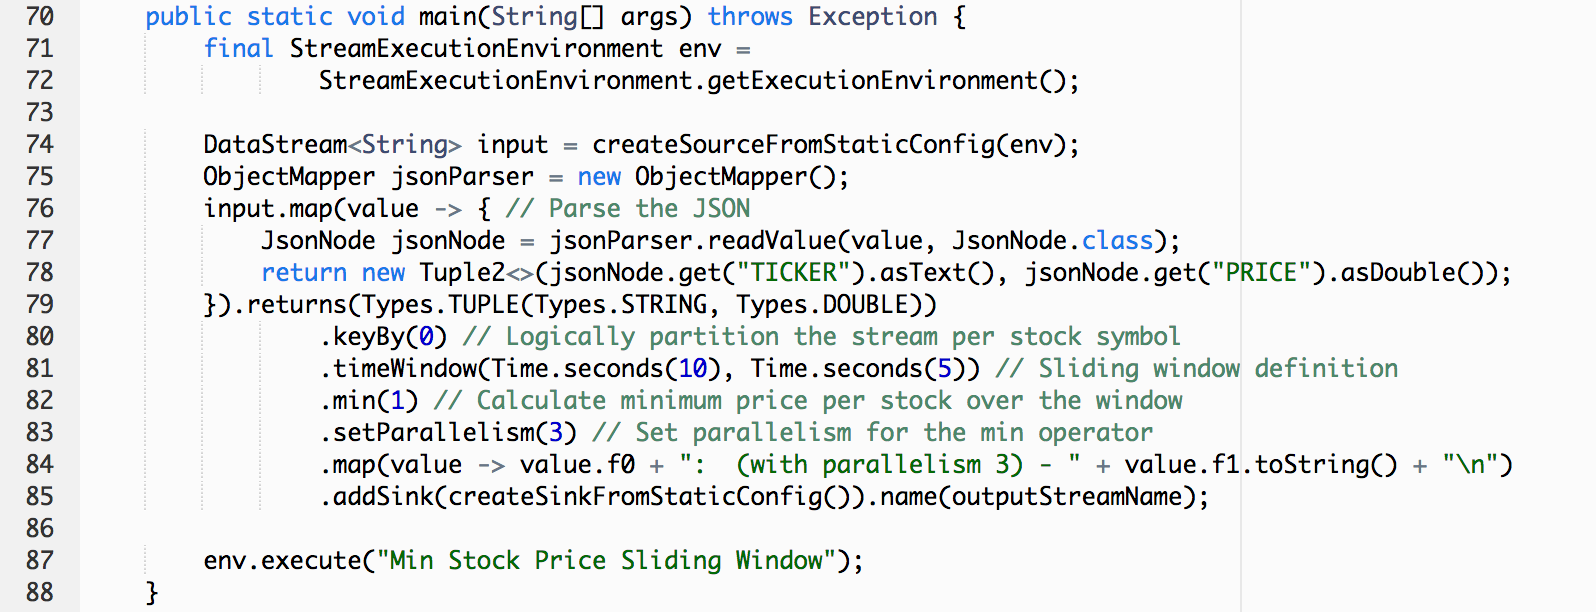 70 public static void main(String[] args) throws Exception {
71 final StreamExecutionEnvironment env =
72 StreamExecutionEnvironment.getExecutionEnvironment();
73
74 DataStream<String> input = createSourceFromStaticConfig(env);
75 ObjectMapper jsonParser = new ObjectMapper();
76 input.map(value -> { // Parse the JSON
77 JsonNode jsonNode = jsonParser.readValue(value, JsonNode.class);
78 return new Tuple2<>(jsonNode.get("TICKER").asText(), jsonNode.get("PRICE").asDouble());
79 }).returns(Types.TUPLE(Types.STRING, Types.DOUBLE))
80 .keyBy(0) // Logically partition the stream per stock symbol
81 .timeWindow(Time.seconds(10), Time.seconds(5)) // Sliding window definition
82 .min(1) // Calculate minimum price per stock over the window
83 .setParallelism(3) // Set parallelism for the min operator
84 .map(value -> value.f0 + ":  (with parallelism 3) - " + value.f1.toString() + "\n")
85 .addSink(createSinkFromStaticConfig()).name(outputStreamName);
86
87 env.execute("Min Stock Price Sliding Window");
88 }